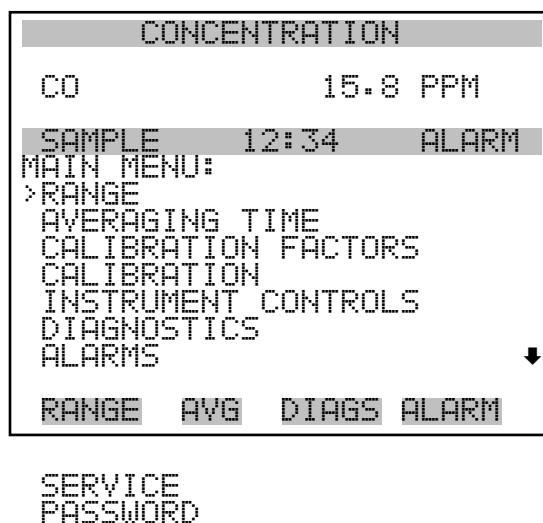 CONCENTRATION
CO 15.8 PPM
SAMPLE 12:34 ALARM
MAIN MENU:
>RANGE
AVERAGING TIME
CALIBRATION FACTORS
CALIBRATION
INSTRUMENT CONTROLS
DIAGNOSTICS
ALARMS
RANGE AVG DIAGS ALARM
SERVICE
PASSWORD